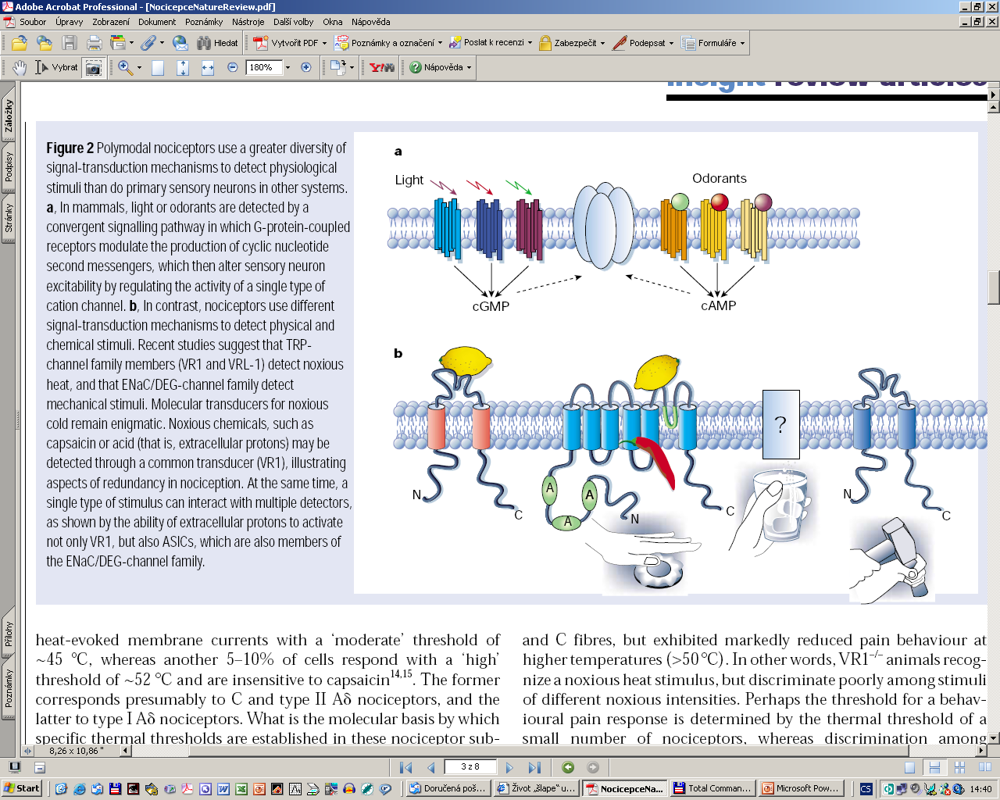 Adobe Acrobat Professional - [NocicepceNatureReview.pdf]
Soubor Úpravy Zobrazení Dokument Poznámky Nástroje Další volby Okna Nápověda
Hledat Vytvořit PDF Poznámky a označení Poslat k recenzi Zabezpečit Podepsat Formuláře
Vybrat 180% Y! Nápověda
Záložky
Podpisy
Stránky
Přílohy
Poznámky
insight review articles
Figure 2 Polymodal nociceptors use a greater diversity of
signal-transduction mechanisms to detect physiological
stimuli than do primary sensory neurons in other systems.
a, In mammals, light or odorants are detected by a
convergent signalling pathway in which G-protein-coupled
receptors modulate the production of cyclic nucleotide
second messengers, which then alter sensory neuron
excitability by regulating the activity of a single type of
cation channel. b, In contrast, nociceptors use different
signal-transduction mechanisms to detect physical and
chemical stimuli. Recent studies suggest that TRP-
channel family members (VR1 and VRL-1) detect noxious
heat, and that ENaC/DEG-channel family detect
mechanical stimuli. Molecular transducers for noxious
cold remain enigmatic. Noxious chemicals, such as
capsaicin or acid (that is, extracellular protons) may be
detected through a common transducer (VR1), illustrating
aspects of redundancy in nociception. At the same time, a
single type of stimulus can interact with multiple detectors,
as shown by the ability of extracellular protons to activate
not only VR1, but also ASICs, which are also members of
the ENaC/DEG-channel family.
a
Light
Odorants
cGMP
cAMP
b
?
N
C
A
A
A
N
C
N
C
heat-evoked membrane currents with a ‘moderate’ threshold of
~45 °C, whereas another 5–10% of cells respond with a ‘high’
threshold of ~52 °C and are insensitive to capsaicin14,15. The former
corresponds presumably to C and type II Aδ nociceptors, and the
latter to type I Aδ nociceptors. What is the molecular basis by which
specific thermal thresholds are established in these nociceptor sub-
and C fibres, but exhibited markedly reduced pain behaviour at
higher temperatures (>50 °C). In other words, VR1–/– animals recog-
nize a noxious heat stimulus, but discriminate poorly among stimuli
of different noxious intensities. Perhaps the threshold for a behav-
ioural pain response is determined by the thermal threshold of a
small number of nociceptors, whereas discrimination among
8,26 x 10,86 "
3 z 8
Start
Doručená poš...
Život „šlape“ u...
NocicepceNa...
Total Comman...
Microsoft Pow...
CS
14:40